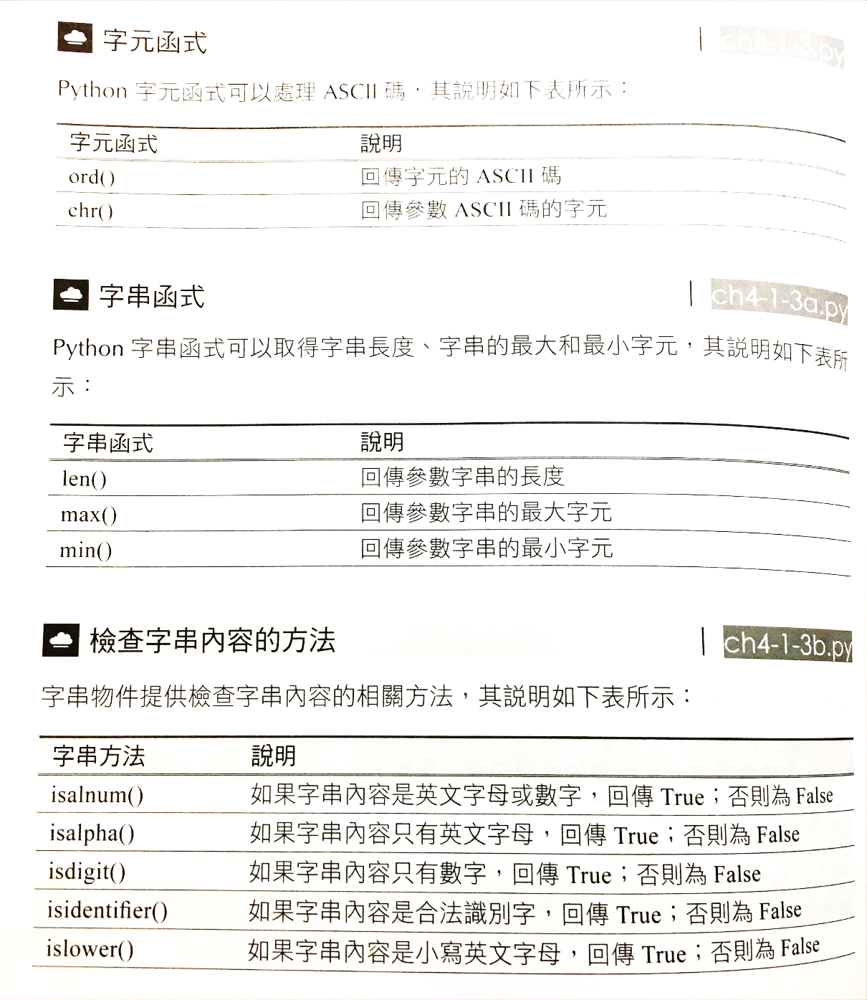 字元函式 | ch4-1-3.py
Python 字元函式可以處理 ASCII 碼，其說明如下表所示：
字元函式 說明
ord() 回傳字元的 ASCII 碼
chr() 回傳參數 ASCII 碼的字元
字串函式 | ch4-1-3a.py
Python 字串函式可以取得字串長度、字串的最大和最小字元，其說明如下表所
示：
字串函式 說明
len() 回傳參數字串的長度
max() 回傳參數字串的最大字元
min() 回傳參數字串的最小字元
檢查字串內容的方法 | ch4-1-3b.py
字串物件提供檢查字串內容的相關方法，其說明如下表所示：
字串方法 說明
isalnum() 如果字串內容是英文字母或數字，回傳 True；否則為 False
isalpha() 如果字串內容只有英文字母，回傳 True；否則為 False
isdigit() 如果字串內容只有數字，回傳 True；否則為 False
isidentifier() 如果字串內容是合法識別字，回傳 True；否則為 False
islower() 如果字串內容是小寫英文字母，回傳 True；否則為 False